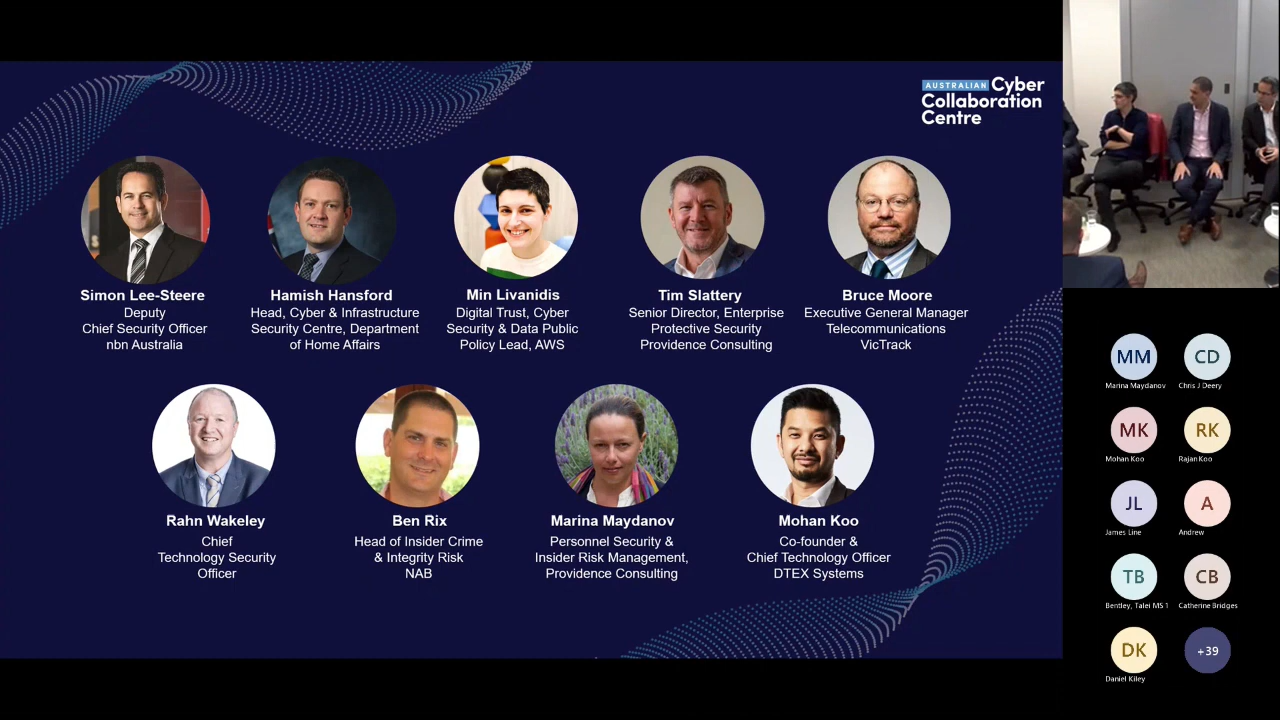 AUSTRALIAN Cyber
Collaboration
Centre
Simon Lee-Steere
Deputy
Chief Security Officer
nbn Australia
Hamish Hansford
Head, Cyber & Infrastructure
Security Centre, Department
of Home Affairs
Min Livanidis
Digital Trust, Cyber
Security & Data Public
Policy Lead, AWS
Tim Slattery
Senior Director, Enterprise
Protective Security
Providence Consulting
Bruce Moore
Executive General Manager
Telecommunications
VicTrack
Rahn Wakeley
Chief
Technology Security
Officer
Ben Rix
Head of Insider Crime
& Integrity Risk
NAB
Marina Maydanov
Personnel Security &
Insider Risk Management,
Providence Consulting
Mohan Koo
Co-founder &
Chief Technology Officer
DTEX Systems
MM
Marina Maydanov
CD
Chris J Deery
MK
Mohan Koo
RK
Rajan Koo
JL
James Line
A
Andrew
TB
Bentley, Talei MS 1
CB
Catherine Bridges
DK
Daniel Kiley
+39